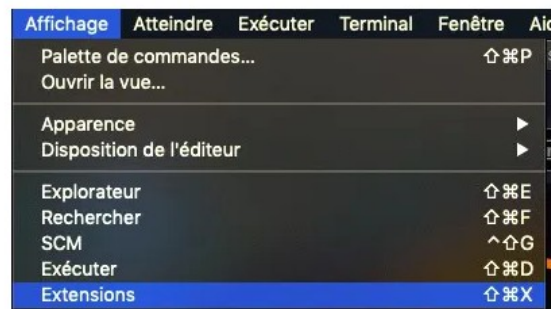 Affichage Atteindre Exécuter Terminal Fenêtre
Palette de commandes... ⇧⌘P
Ouvrir la vue...
Apparence ▶
Disposition de l'éditeur ▶
Explorateur ⇧⌘E
Rechercher ⇧⌘F
SCM ^⇧G
Exécuter ⇧⌘D
Extensions ⇧⌘X